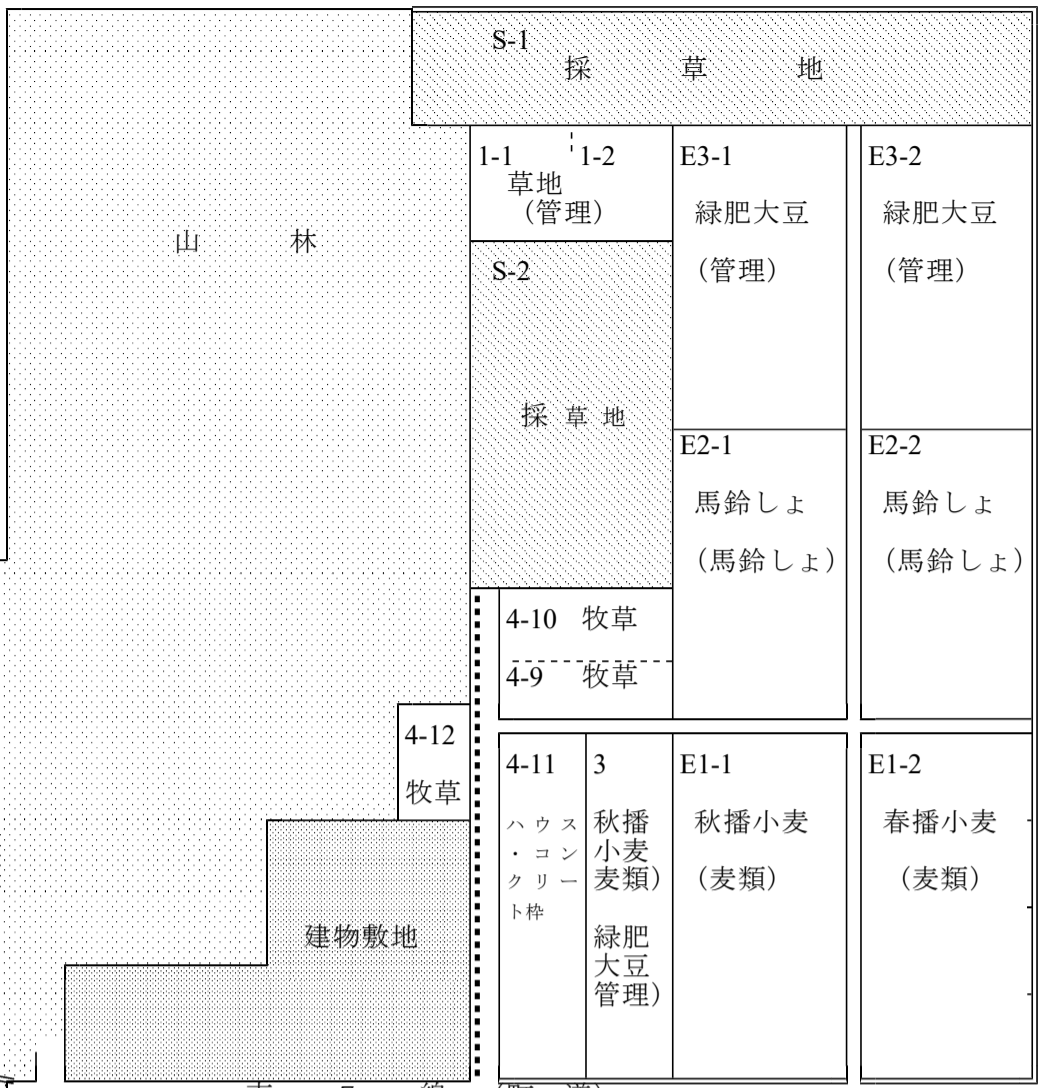 S-1
採 草 地
1-1 1-2
草地
（管理）
E3-1
緑肥大豆
（管理）
E3-2
緑肥大豆
（管理）
山 林
S-2
採 草 地
E2-1
馬鈴しょ
（馬鈴しょ）
E2-2
馬鈴しょ
（馬鈴しょ）
4-10 牧草
4-9 牧草
4-12
牧草
4-11
ハウス
・コン
クリー
ト枠
3
秋播
小麦
麦類）
緑肥
大豆
管理）
E1-1
秋播小麦
（麦類）
E1-2
春播小麦
（麦類）
建物敷地